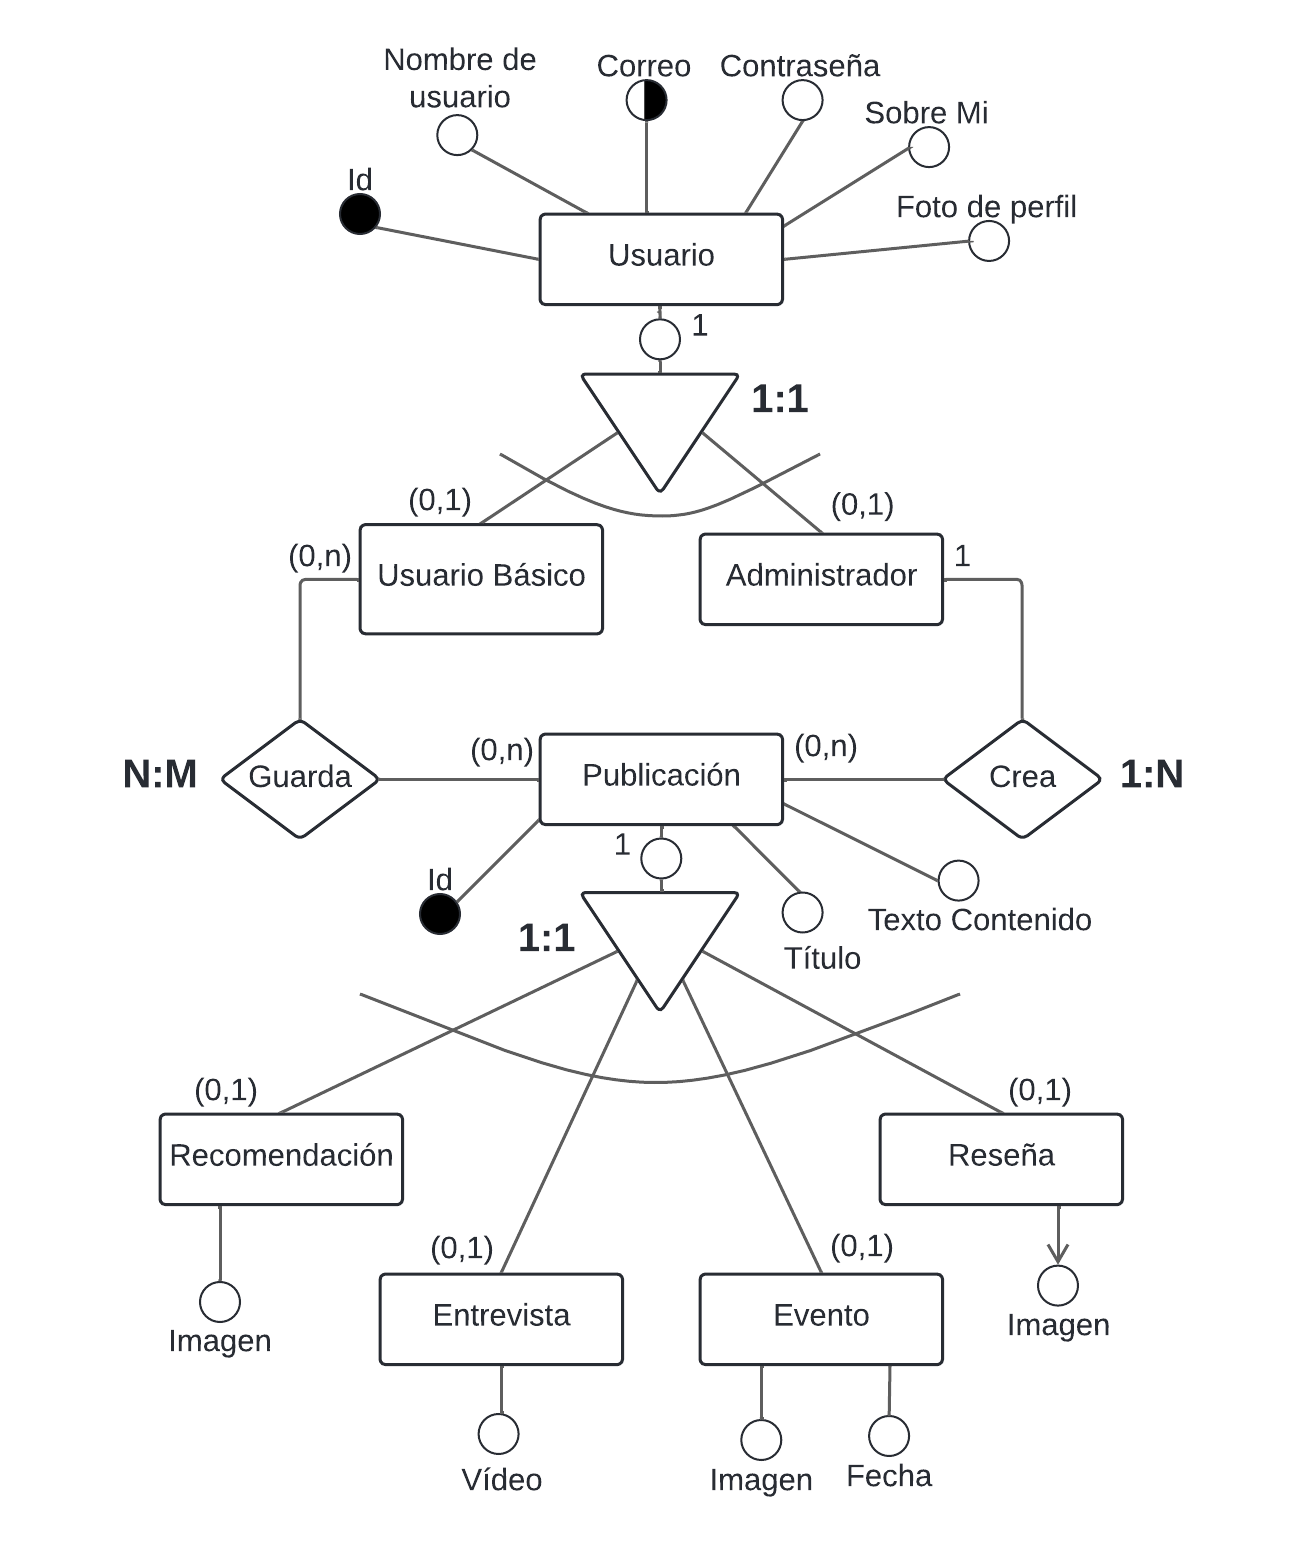 Nombre de
usuario
Correo
Contraseña
Sobre Mi
Id
Foto de perfil
Usuario
1
1:1
(0,1)
(0,1)
(0,n)
Usuario Básico
Administrador
1
N:M
Guarda
(0,n)
Publicación
(0,n)
Crea
1:N
1
Id
1:1
Título
Texto Contenido
(0,1)
(0,1)
Recomendación
Reseña
(0,1)
(0,1)
Imagen
Entrevista
Evento
Imagen
Vídeo
Imagen
Fecha